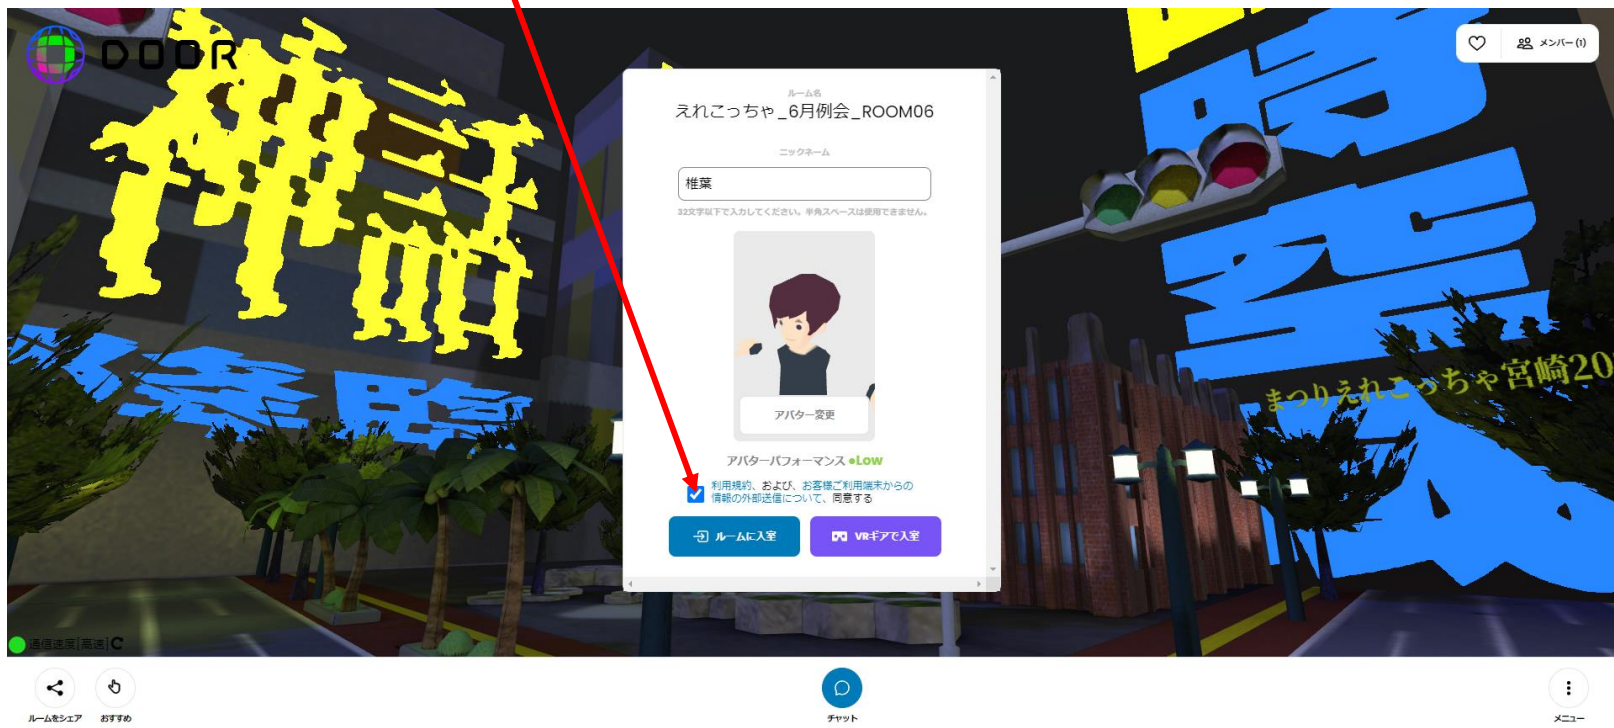 DOOR
メンバー (1)
神話
ルーム名
えれこっちゃ_6月例会_ROOM06
ニックネーム
椎葉
32文字以下で入力してください。半角スペースは使用できません。
アバター変更
アバターパフォーマンス ●Low
利用規約、および、お客様ご利用端末からの
情報の外部送信について、同意する
ルームに入室
VRギアで入室
まつりえれこっちゃ宮崎20
通信速度[高速]
ルームをシェア
おすすめ
チャット
メニュー